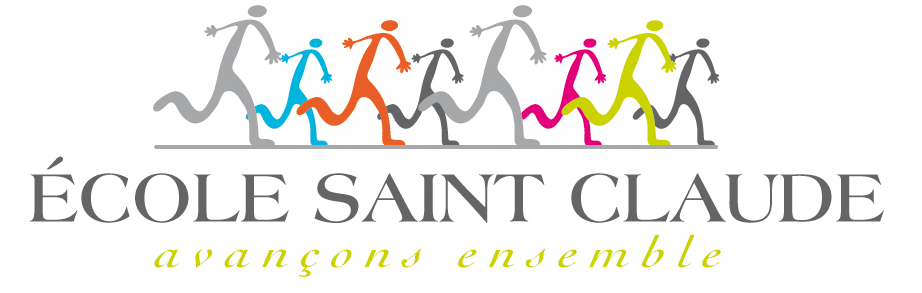 ÉCOLE SAINT CLAUDE
avançons ensemble